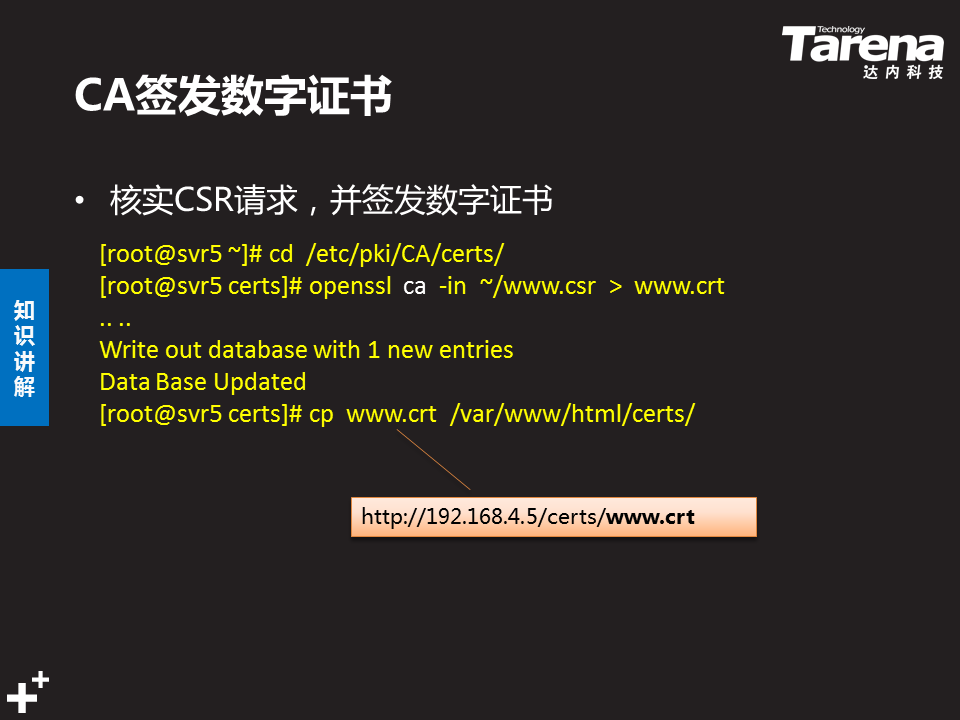 Technology
Tarena
达内科技
CA签发数字证书
• 核实CSR请求，并签发数字证书
[root@svr5 ~]# cd /etc/pki/CA/certs/
[root@svr5 certs]# openssl ca -in ~/www.csr > www.crt
.. ..
Write out database with 1 new entries
Data Base Updated
[root@svr5 certs]# cp www.crt /var/www/html/certs/
http://192.168.4.5/certs/www.crt
知识讲解